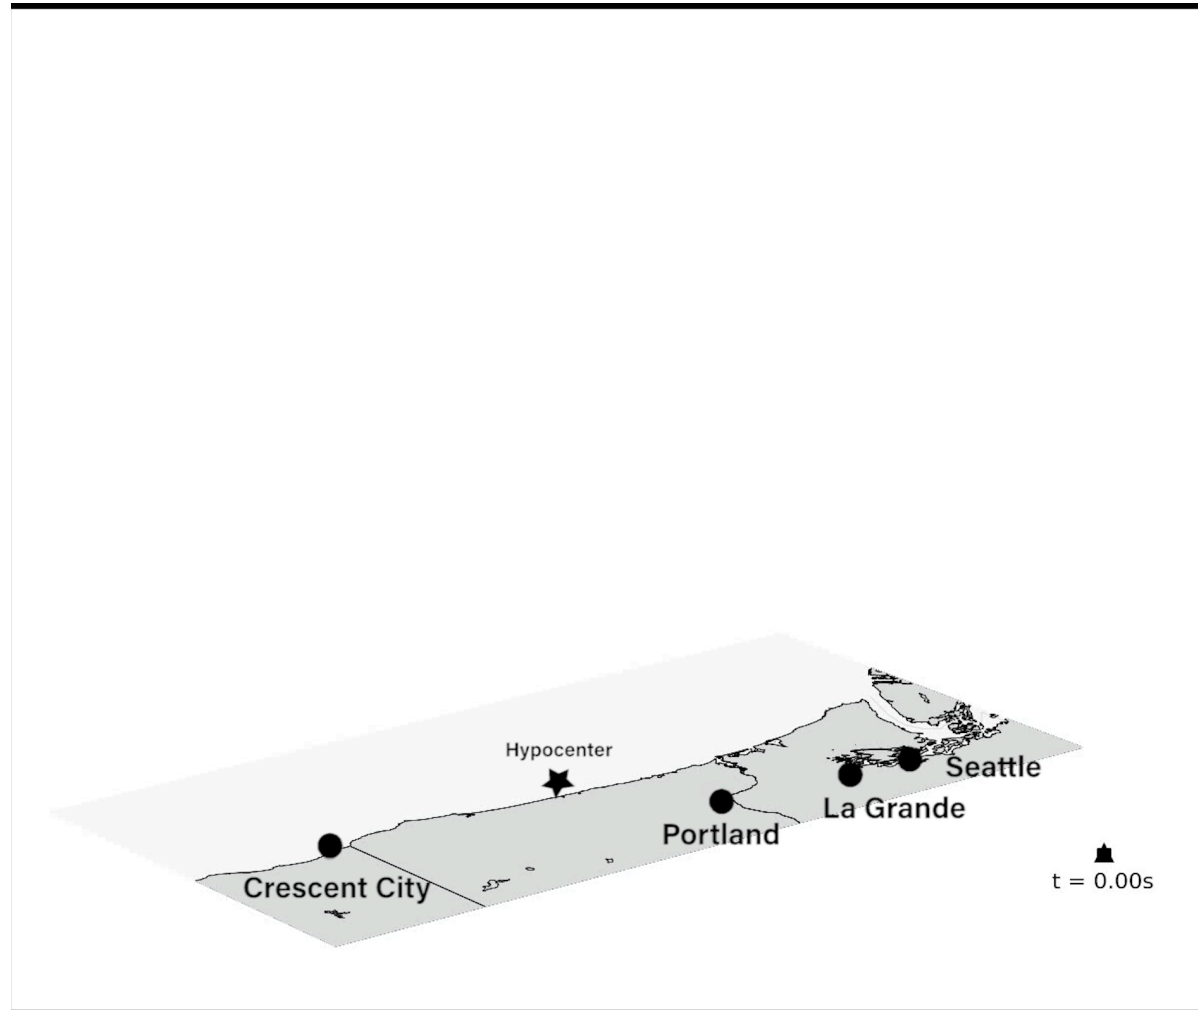 Hypocenter
Seattle
La Grande
Portland
Crescent City
t = 0.00s